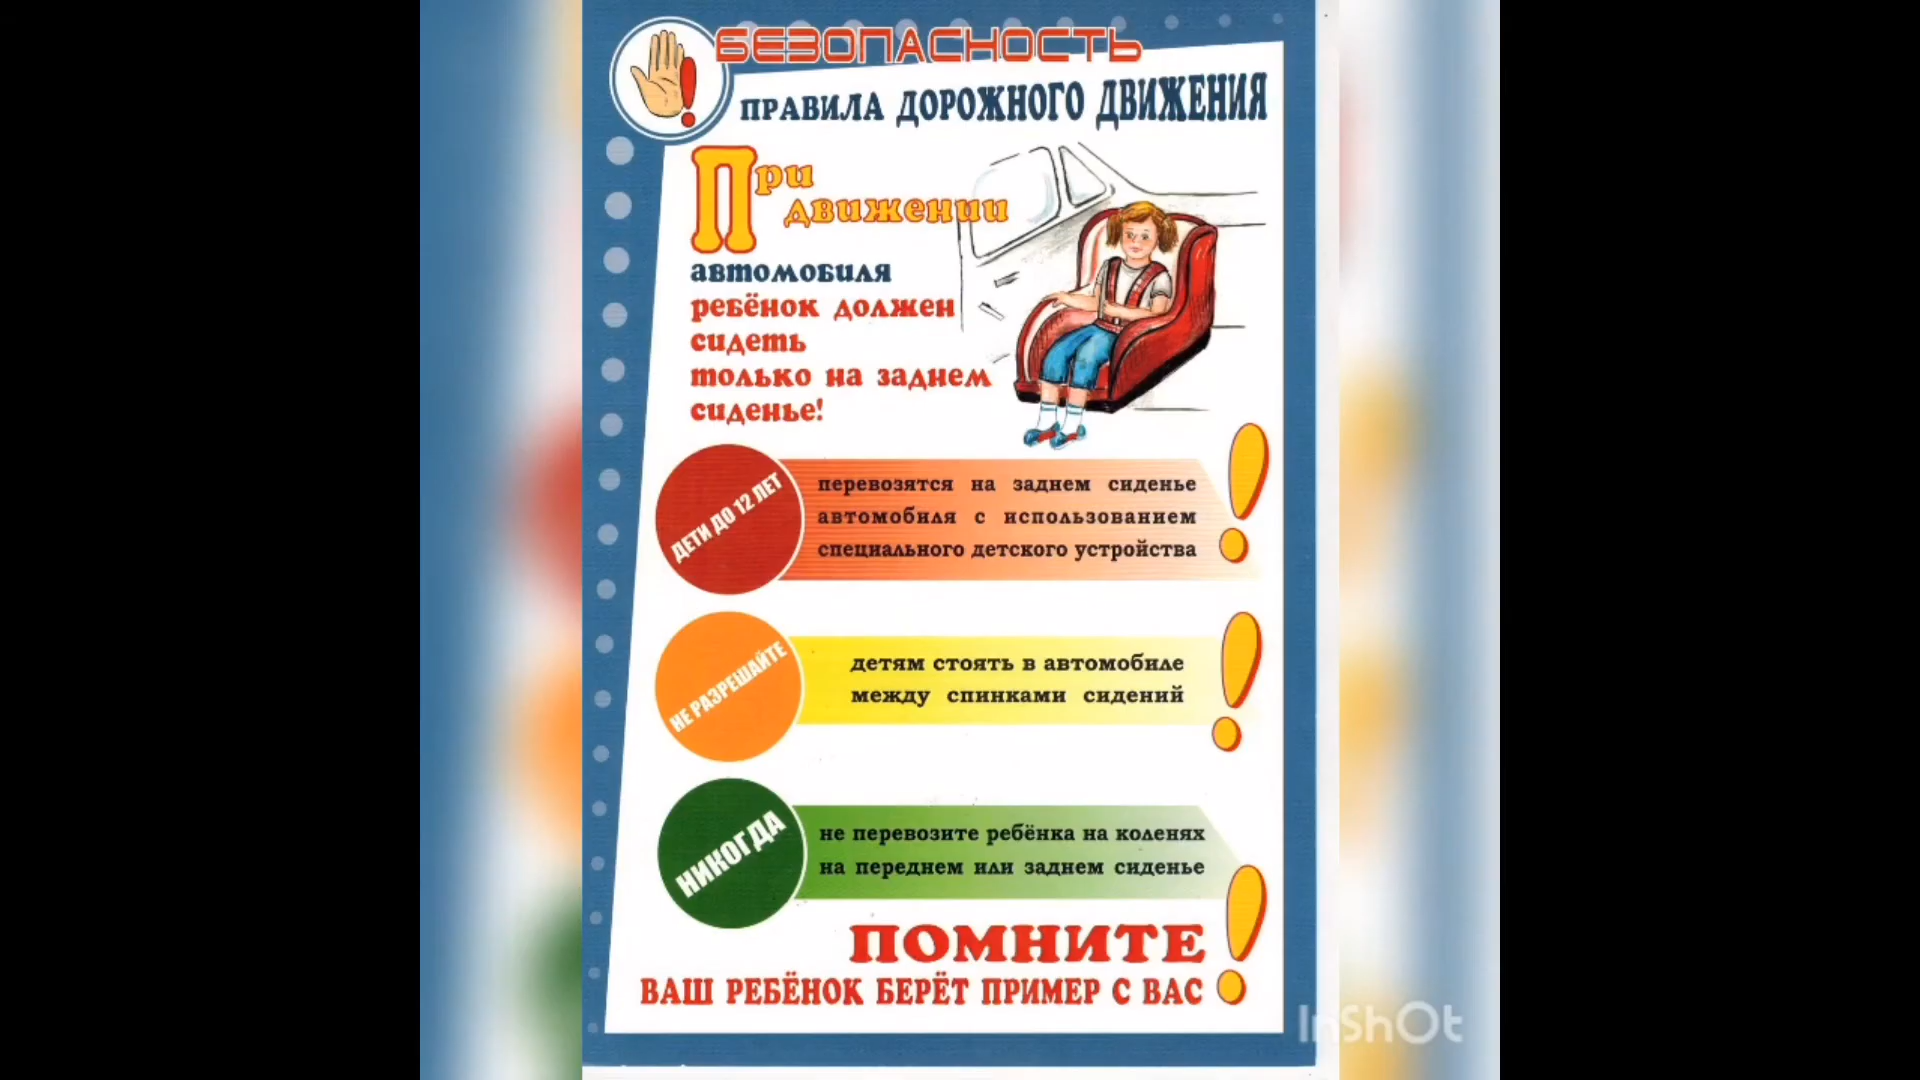 БЕЗОПАСНОСТЬ
ПРАВИЛА ДОРОЖНОГО ДВИЖЕНИЯ
При
движении
автомобиля
ребёнок должен
сидеть
только на заднем
сиденье!
ДЕТИ ДО 12 ЛЕТ
перевозятся на заднем сиденье
автомобиля с использованием
специального детского устройства
НЕ РАЗРЕШАЙТЕ
детям стоять в автомобиле
между спинками сидений
НИКОГДА
не перевозите ребёнка на коленях
на переднем или заднем сиденье
ПОМНИТЕ
ВАШ РЕБЁНОК БЕРЁТ ПРИМЕР С ВАС
InShOt